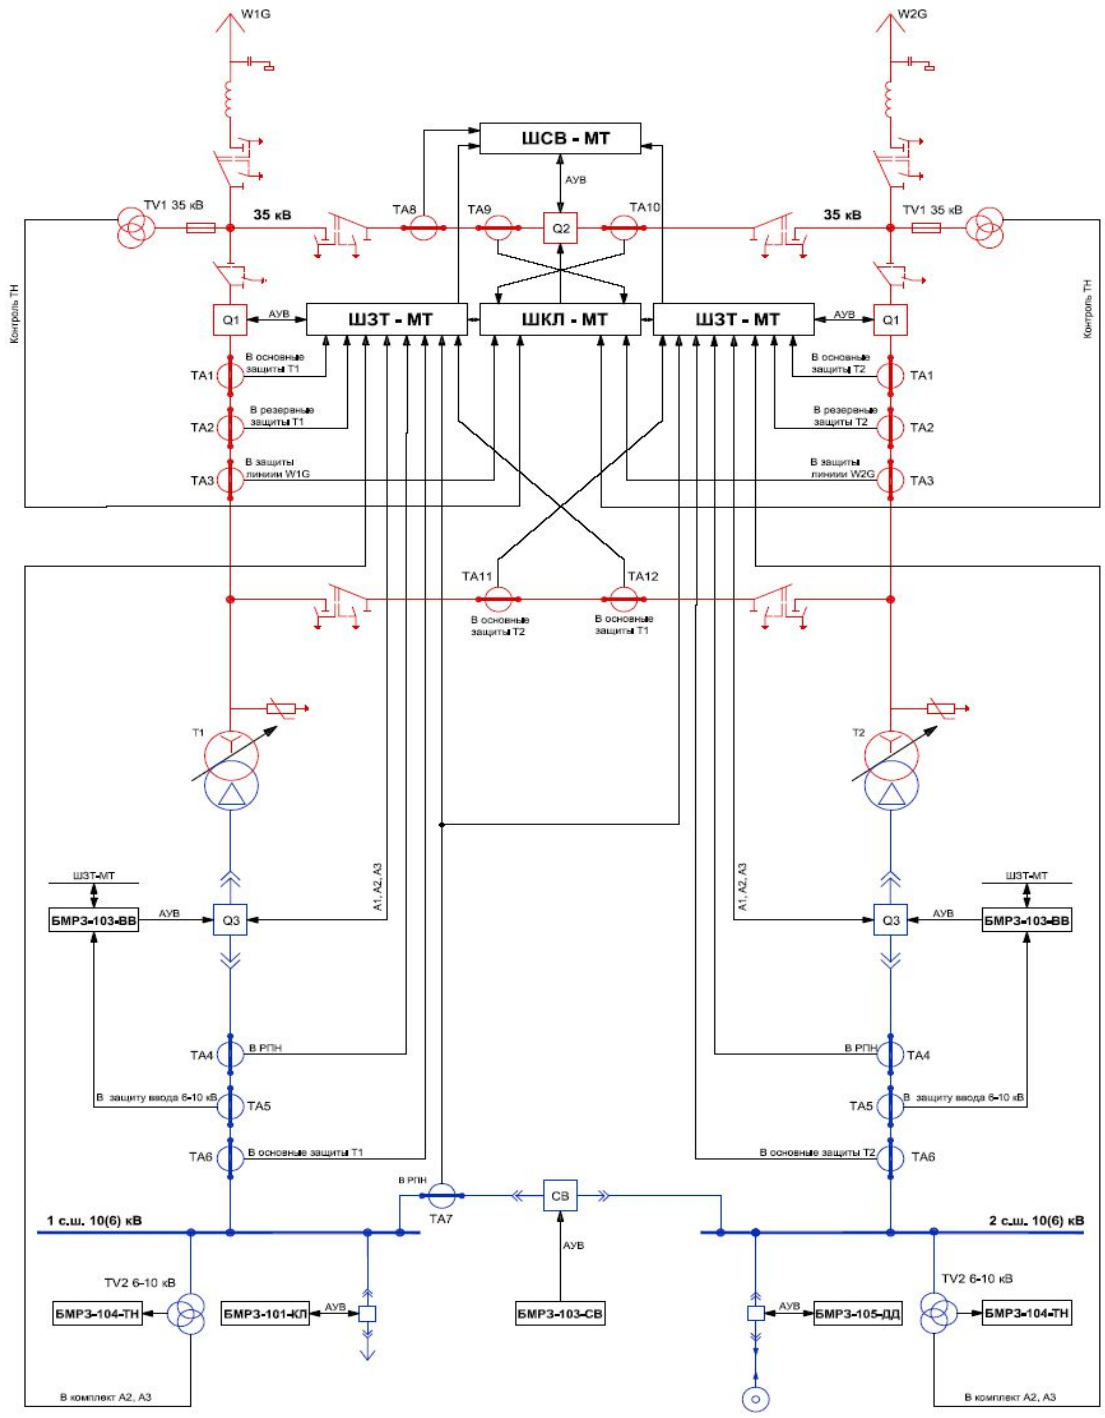 W1G
W2G
ШСВ - МТ
АУВ
TV1 35 кВ
35 кВ
TA8
TA9
Q2
TA10
35 кВ
TV1 35 кВ
Контроль ТН
Контроль ТН
Q1
АУВ
ШЗТ - МТ
ШКЛ - МТ
ШЗТ - МТ
АУВ
Q1
TA1
В основные
защиты Т1
В основные
защиты Т2
TA1
TA2
В резервные
защиты Т1
В резервные
защиты Т2
TA2
TA3
В защиты
линиии W1G
В защиты
линиии W2G
TA3
TA11
TA12
В основные
защиты Т2
В основные
защиты Т1
T1
T2
ШЗТ-МТ
A1, A2, A3
A1, A2, A3
ШЗТ-МТ
БМРЗ-103-ВВ
АУВ
Q3
Q3
АУВ
БМРЗ-103-ВВ
TA4
В РПН
В РПН
TA4
В защиту ввода 6-10 кВ
TA5
TA5
В защиту ввода 6-10 кВ
TA6
В основные защиты Т1
В основные защиты Т2
TA6
В РПН
TA7
СВ
1 с.ш. 10(6) кВ
2 с.ш. 10(6) кВ
АУВ
TV2 6-10 кВ
TV2 6-10 кВ
БМРЗ-104-ТН
БМРЗ-101-КЛ
АУВ
БМРЗ-103-СВ
АУВ
БМРЗ-105-ДД
БМРЗ-104-ТН
В комплект А2, А3
В комплект А2, А3